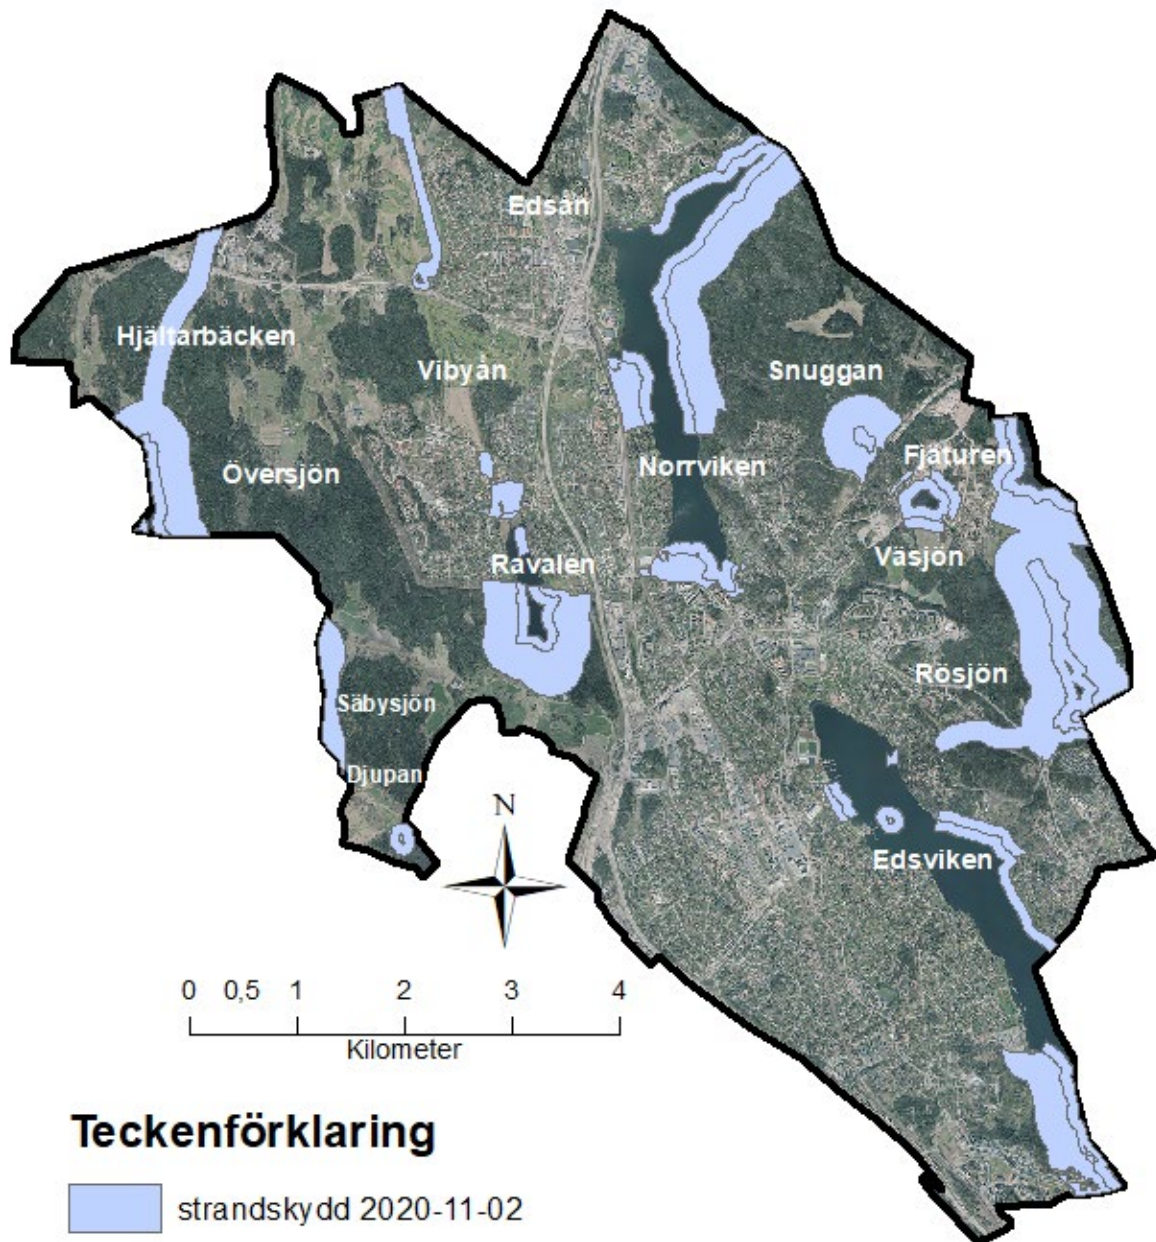 Edsån
Hjältarbäcken
Vibyån
Snuggan
Översjön
Norrviken
Fjäturen
Ravalen
Väsjön
Rösjön
Säbysjön
Djupan
N
Edsviken
0 0,5 1 2 3 4
Kilometer
Teckenförklaring
strandskydd 2020-11-02